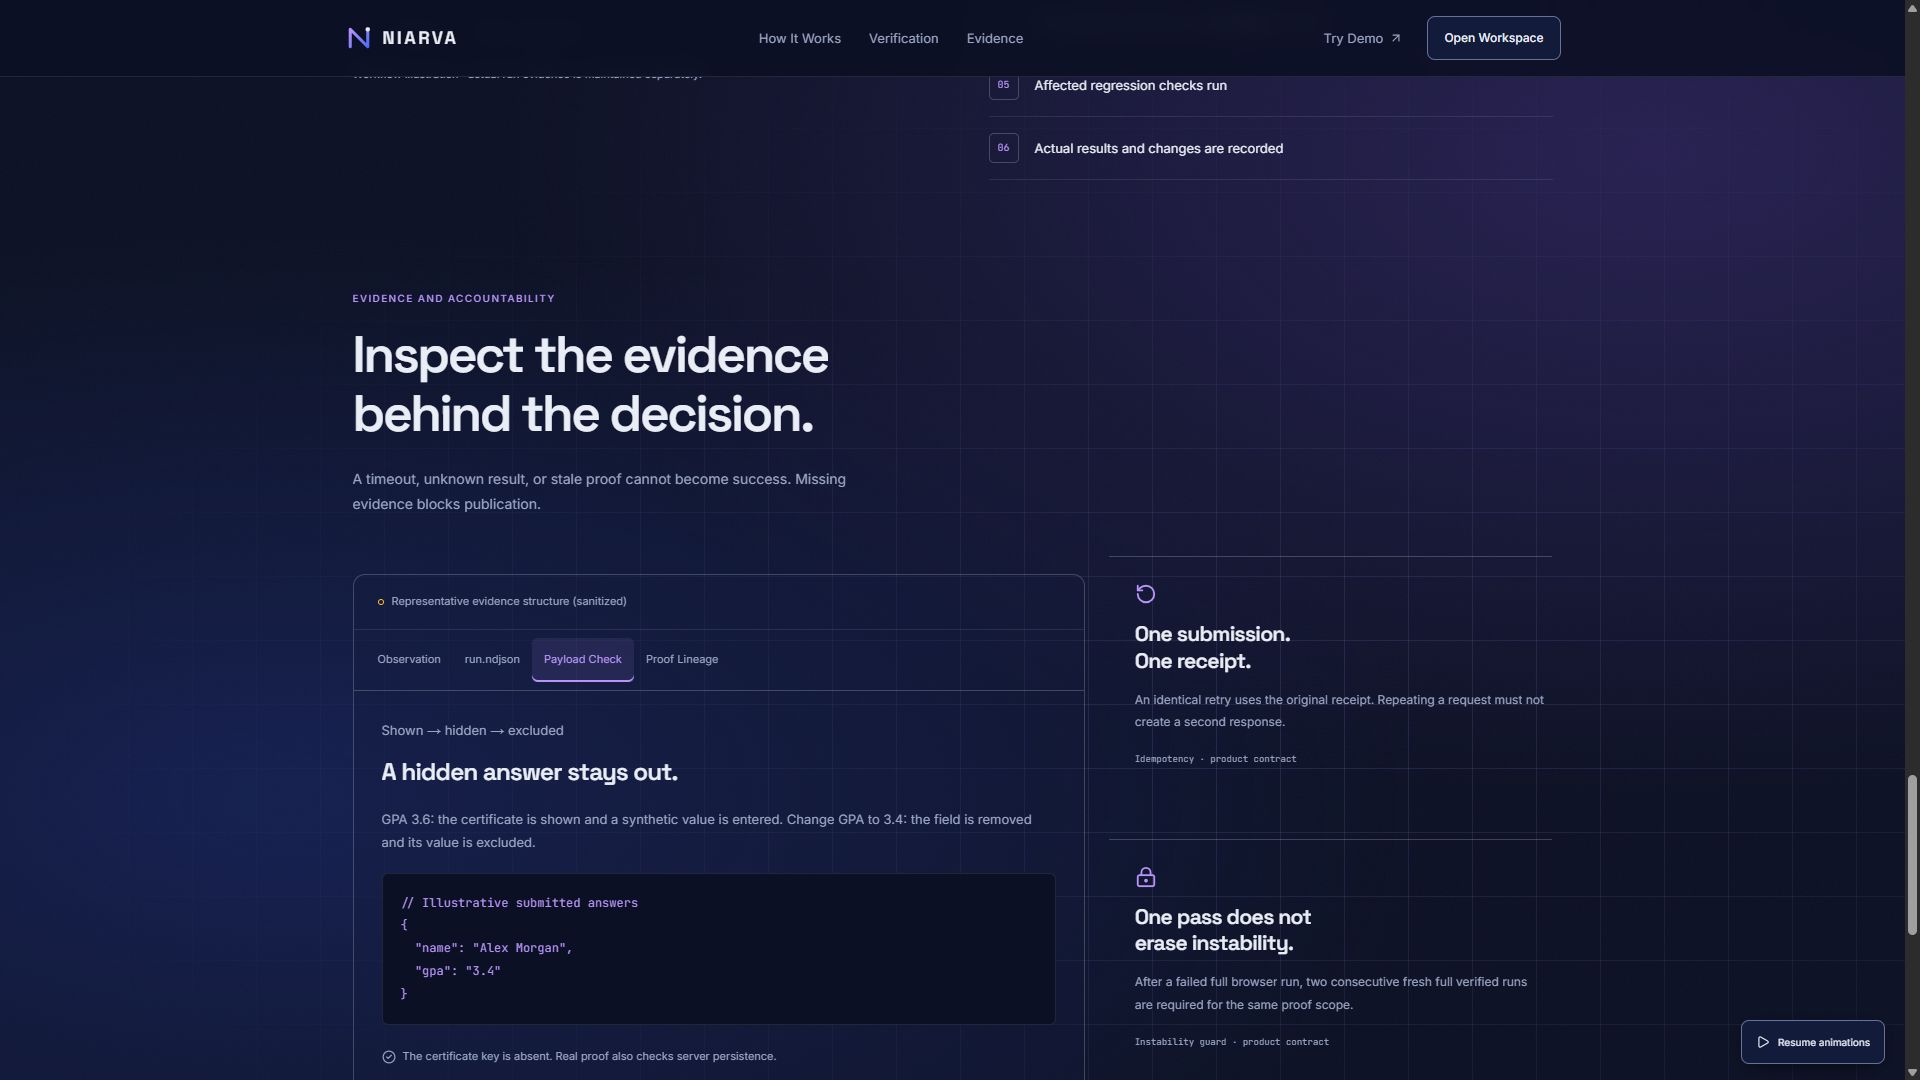 NIARVA
How It Works
Verification
Evidence
Try Demo
Open Workspace
05
Affected regression checks run
06
Actual results and changes are recorded
EVIDENCE AND ACCOUNTABILITY
Inspect the evidence
behind the decision.
A timeout, unknown result, or stale proof cannot become success. Missing
evidence blocks publication.
Representative evidence structure (sanitized)
Observation
run.ndjson
Payload Check
Proof Lineage
Shown → hidden → excluded
A hidden answer stays out.
GPA 3.6: the certificate is shown and a synthetic value is entered. Change GPA to 3.4: the field is removed
and its value is excluded.
// Illustrative submitted answers
{
"name": "Alex Morgan",
"gpa": "3.4"
}
The certificate key is absent. Real proof also checks server persistence.
One submission.
One receipt.
An identical retry uses the original receipt. Repeating a request must not
create a second response.
Idempotency · product contract
One pass does not
erase instability.
After a failed full browser run, two consecutive fresh full verified runs
are required for the same proof scope.
Instability guard · product contract
Resume animations